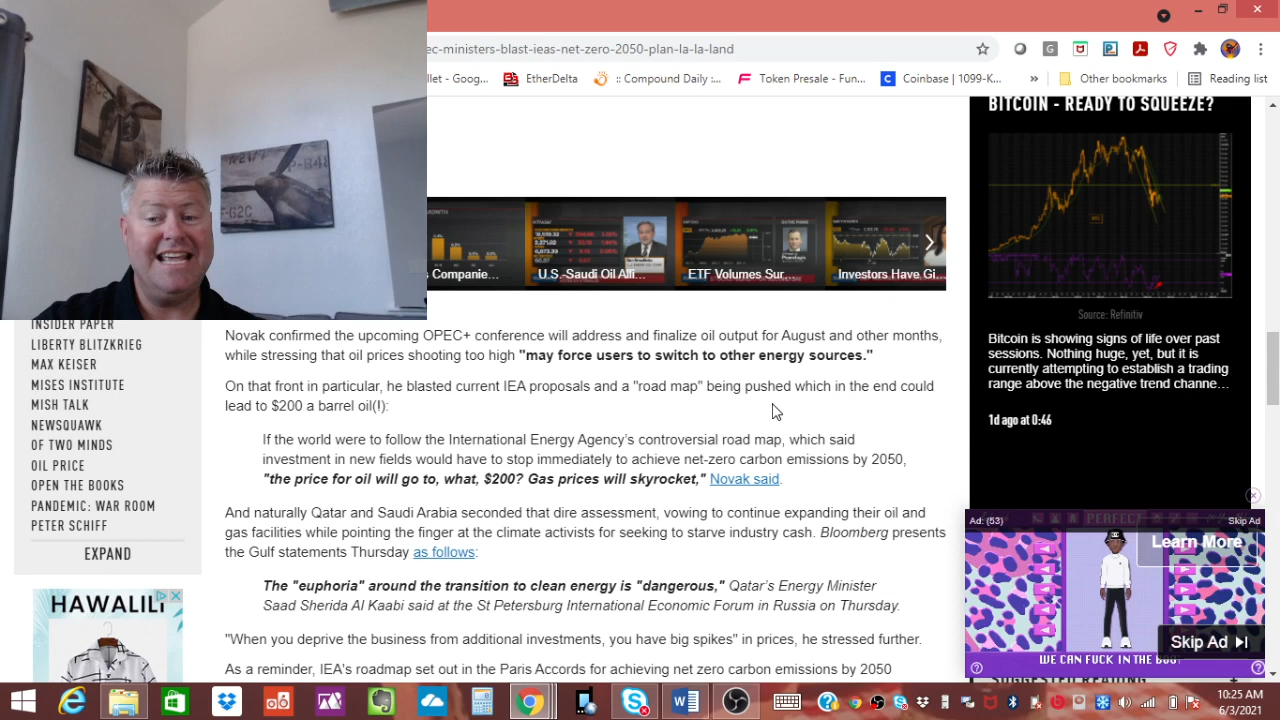 ec-ministers-blast-ieas-net-zero-2050-plan-la-la-land
llet - Goog...
EtherDelta
:: Compound Daily :...
Token Presale - Fun...
Coinbase | 1099-K...
»
Other bookmarks
Reading list
BITCOIN - READY TO SQUEEZE?
Source: Refinitiv
Bitcoin is showing signs of life over past
sessions. Nothing huge, yet, but it is
currently attempting to establish a trading
range above the negative trend channe...
1d ago at 0:46
s Companie...
U.S.-Saudi Oil Alli...
ETF Volumes Sur...
Investors Have Gi...
INSIDER PAPER
LIBERTY BLITZKRIEG
MAX KEISER
MISES INSTITUTE
MISH TALK
NEWSQUAWK
OF TWO MINDS
OIL PRICE
OPEN THE BOOKS
PANDEMIC: WAR ROOM
PETER SCHIFF
EXPAND
HAWALILI
Novak confirmed the upcoming OPEC+ conference will address and finalize oil output for August and other months,
while stressing that oil prices shooting too high "may force users to switch to other energy sources."
On that front in particular, he blasted current IEA proposals and a "road map" being pushed which in the end could
lead to $200 a barrel oil(!):
If the world were to follow the International Energy Agency's controversial road map, which said
investment in new fields would have to stop immediately to achieve net-zero carbon emissions by 2050,
"the price for oil will go to, what, $200? Gas prices will skyrocket," Novak said.
And naturally Qatar and Saudi Arabia seconded that dire assessment, vowing to continue expanding their oil and
gas facilities while pointing the finger at the climate activists for seeking to starve industry cash. Bloomberg presents
the Gulf statements Thursday as follows:
The "euphoria" around the transition to clean energy is "dangerous," Qatar's Energy Minister
Saad Sherida Al Kaabi said at the St Petersburg International Economic Forum in Russia on Thursday.
"When you deprive the business from additional investments, you have big spikes" in prices, he stressed further.
As a reminder, IEA's roadmap set out in the Paris Accords for achieving net zero carbon emissions by 2050
Ad: (53)
Skip Ad
PERFECT
Learn More
Skip Ad
WE CAN FUCK IN THE
SUGGESTED READING
10:25 AM
6/3/2021